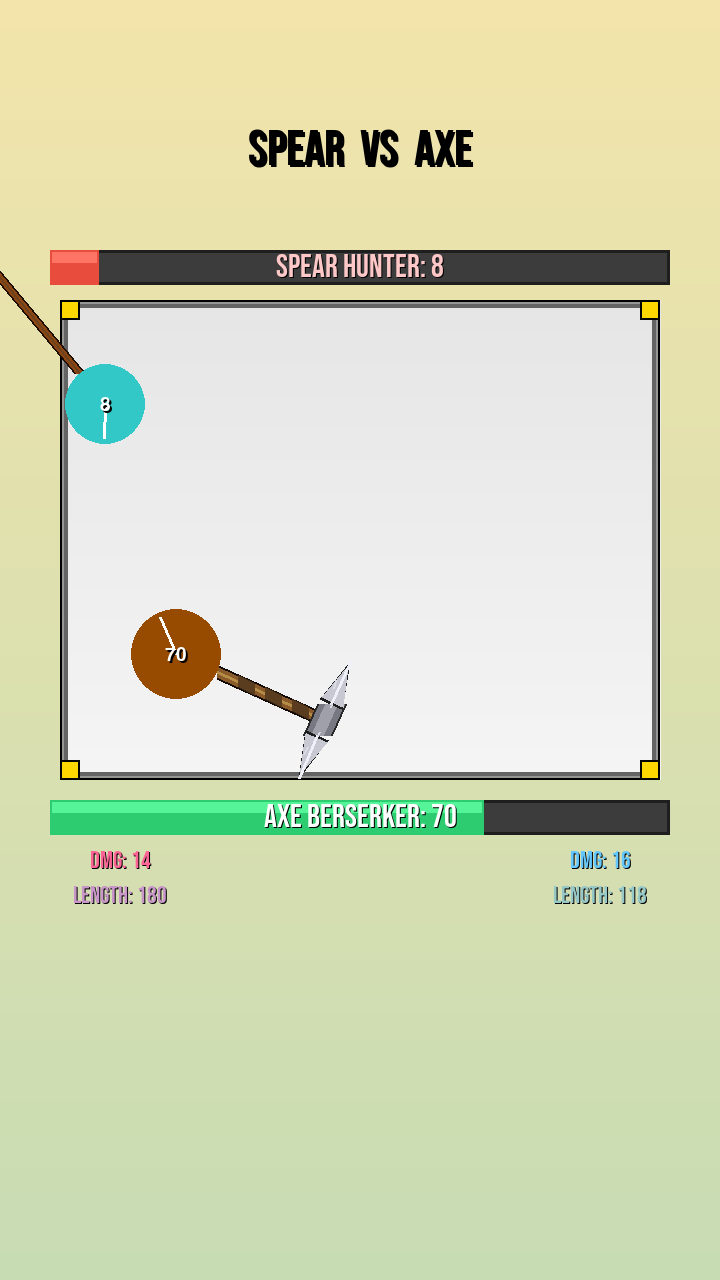 SPEAR VS AXE
SPEAR HUNTER: 8
8
70
AXE BERSERKER: 70
DMG: 14
DMG: 16
LENGTH: 180
LENGTH: 118